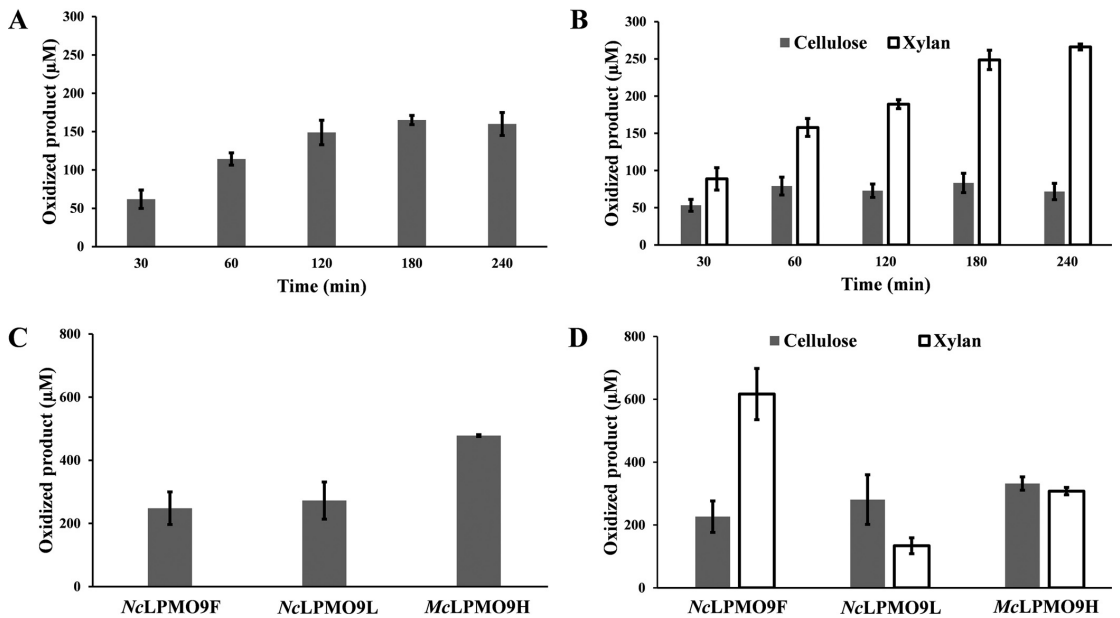 A
Oxidized product (μM)
300
250
200
150
100
50
0
30 60 120 180 240
Time (min)
B
Cellulose Xylan
Oxidized product (μM)
300
250
200
150
100
50
0
30 60 120 180 240
Time (min)
C
Oxidized product (μM)
800
600
400
200
0
NcLPMO9F NcLPMO9L McLPMO9H
D
Cellulose Xylan
Oxidized product (μM)
800
600
400
200
0
NcLPMO9F NcLPMO9L McLPMO9H